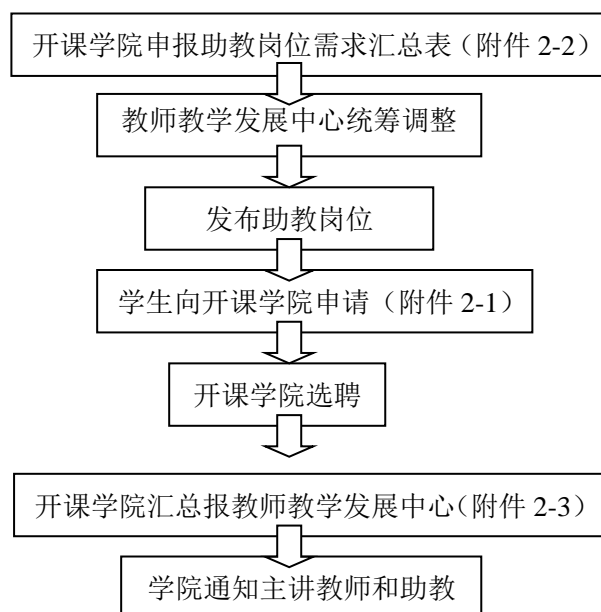 开课学院申报助教岗位需求汇总表（附件 2-2）
教师教学发展中心统筹调整
发布助教岗位
学生向开课学院申请（附件 2-1）
开课学院选聘
开课学院汇总报教师教学发展中心(附件 2-3）
学院通知主讲教师和助教